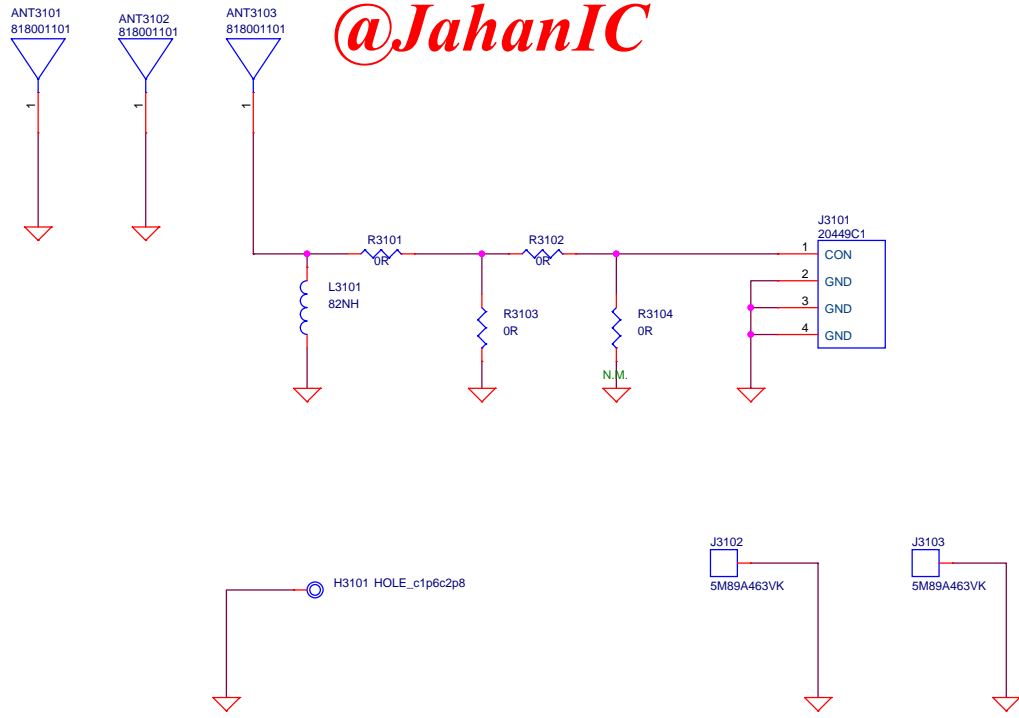 ANT3101
818001101
ANT3102
818001101
ANT3103
818001101
@JahanIC
1
1
1
R3101
0R
R3102
0R
J3101
20449C1
1
CON
2
GND
3
GND
4
GND
L3101
82NH
R3103
0R
R3104
0R
N.M.
J3102
5M89A463VK
J3103
5M89A463VK
H3101 HOLE_c1p6c2p8